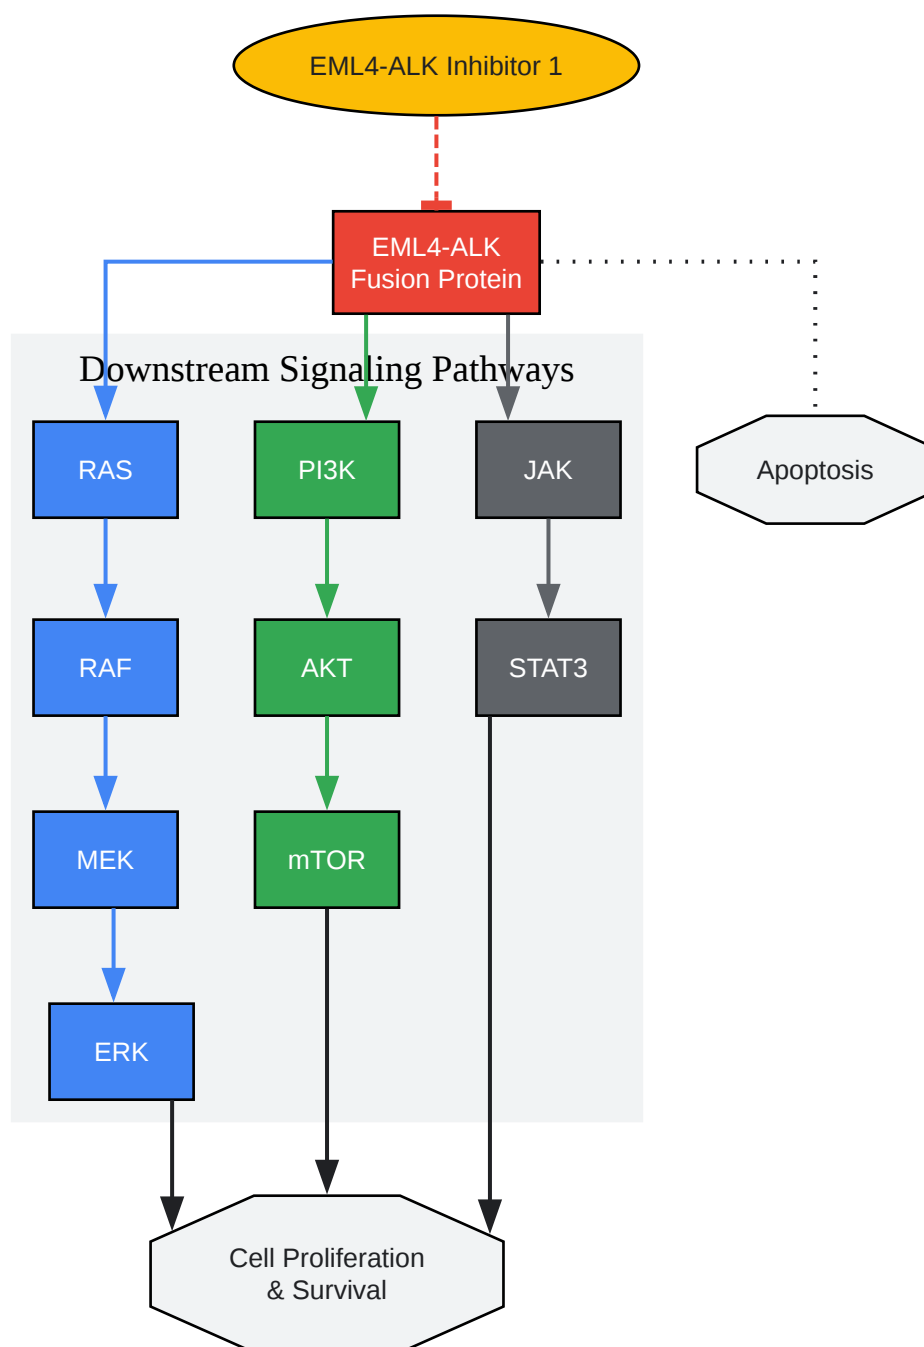 EML4-ALK Inhibitor 1
EML4-ALK
Fusion Protein
Downstream Signaling Pathways
RAS
PI3K
JAK
Apoptosis
RAF
AKT
STAT3
MEK
mTOR
ERK
Cell Proliferation
& Survival